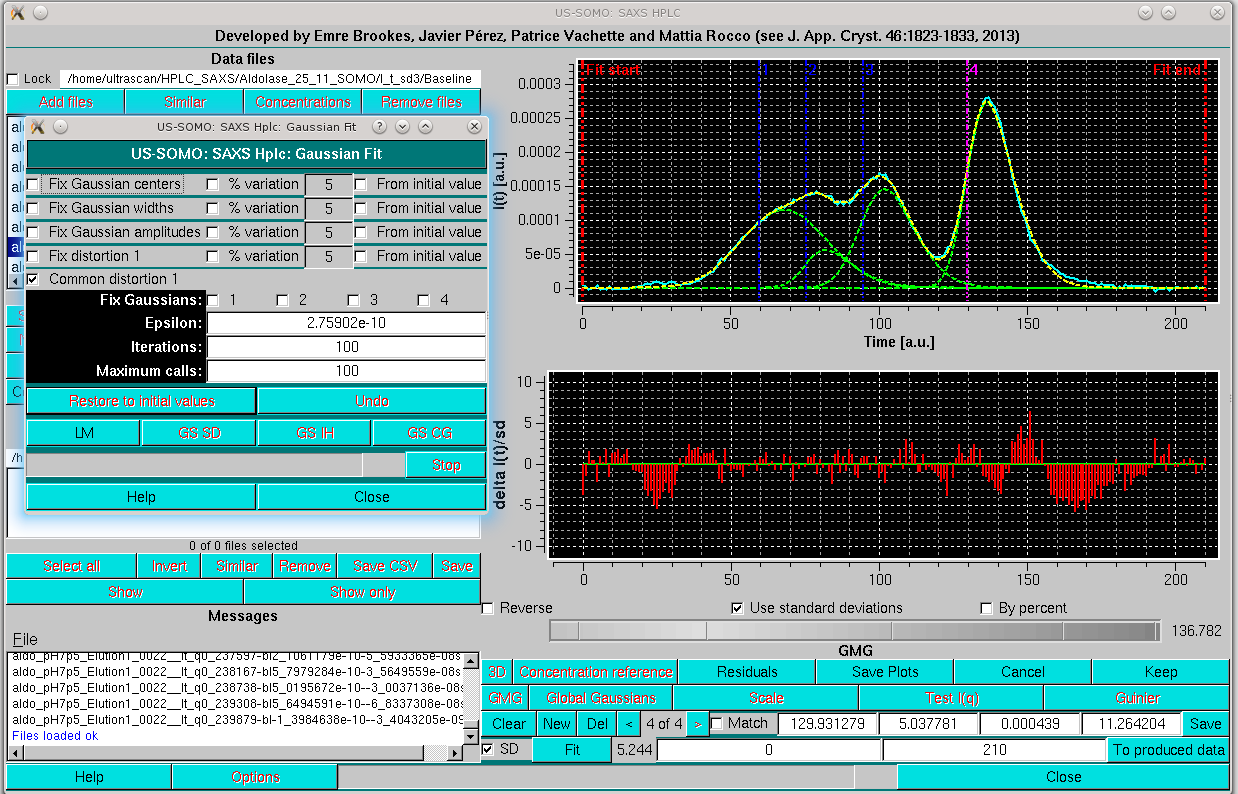 US-SOMO: SAXS HPLC
Developed by Emre Brookes, Javier Pérez, Patrice Vachette and Mattia Rocco (see J. App. Cryst. 46:1823-1833, 2013)
Data files
Lock /home/ultrascan/HPLC_SAXS/Aldolase_25_11_SOMO/I_t_sd3/Baseline
Add files Similar Concentrations Remove files
US-SOMO: SAXS Hplc: Gaussian Fit
US-SOMO: SAXS Hplc: Gaussian Fit
Fix Gaussian centers % variation 5 From initial value
Fix Gaussian widths % variation 5 From initial value
Fix Gaussian amplitudes % variation 5 From initial value
Fix distortion 1 % variation 5 From initial value
Common distortion 1
Fix Gaussians: 1 2 3 4
Epsilon: 2.75902e-10
Iterations: 100
Maximum calls: 100
Restore to initial values Undo
LM GS SD GS IH GS CG
Stop
Help Close
0 of 0 files selected
Select all Invert Similar Remove Save CSV Save
Show Show only
Messages
File
aldo_pH7p5_Elution1_0022__It_q0_237597-bl2_1061179e-10-5_5933365e-08s
aldo_pH7p5_Elution1_0022__It_q0_238167-bl5_7979284e-10-3_5649559e-08s
aldo_pH7p5_Elution1_0022__It_q0_238738-bl5_0195672e-10--3_0037136e-08s
aldo_pH7p5_Elution1_0022__It_q0_239308-bl5_6494591e-10--6_8337308e-08s
aldo_pH7p5_Elution1_0022__It_q0_239879-bl-1_3984638e-10--3_4043205e-09
Files loaded ok
Help Options
Fit start 1 2 3 4 Fit end
I(t) [a.u.]
0.0003
0.00025
0.0002
0.00015
0.0001
5e-05
0
0 50 100 150 200
Time [a.u.]
delta I(t)/sd
10
5
0
-5
-10
0 50 100 150 200
Reverse Use standard deviations By percent
136.782
GMG
3D Concentration reference Residuals Save Plots Cancel Keep
GMG Global Gaussians Scale Test I(q) Guinier
Clear New Del < 4 of 4 > Match 129.931279 5.037781 0.000439 11.264204 Save
SD Fit 5.244 0 210 To produced data
Close